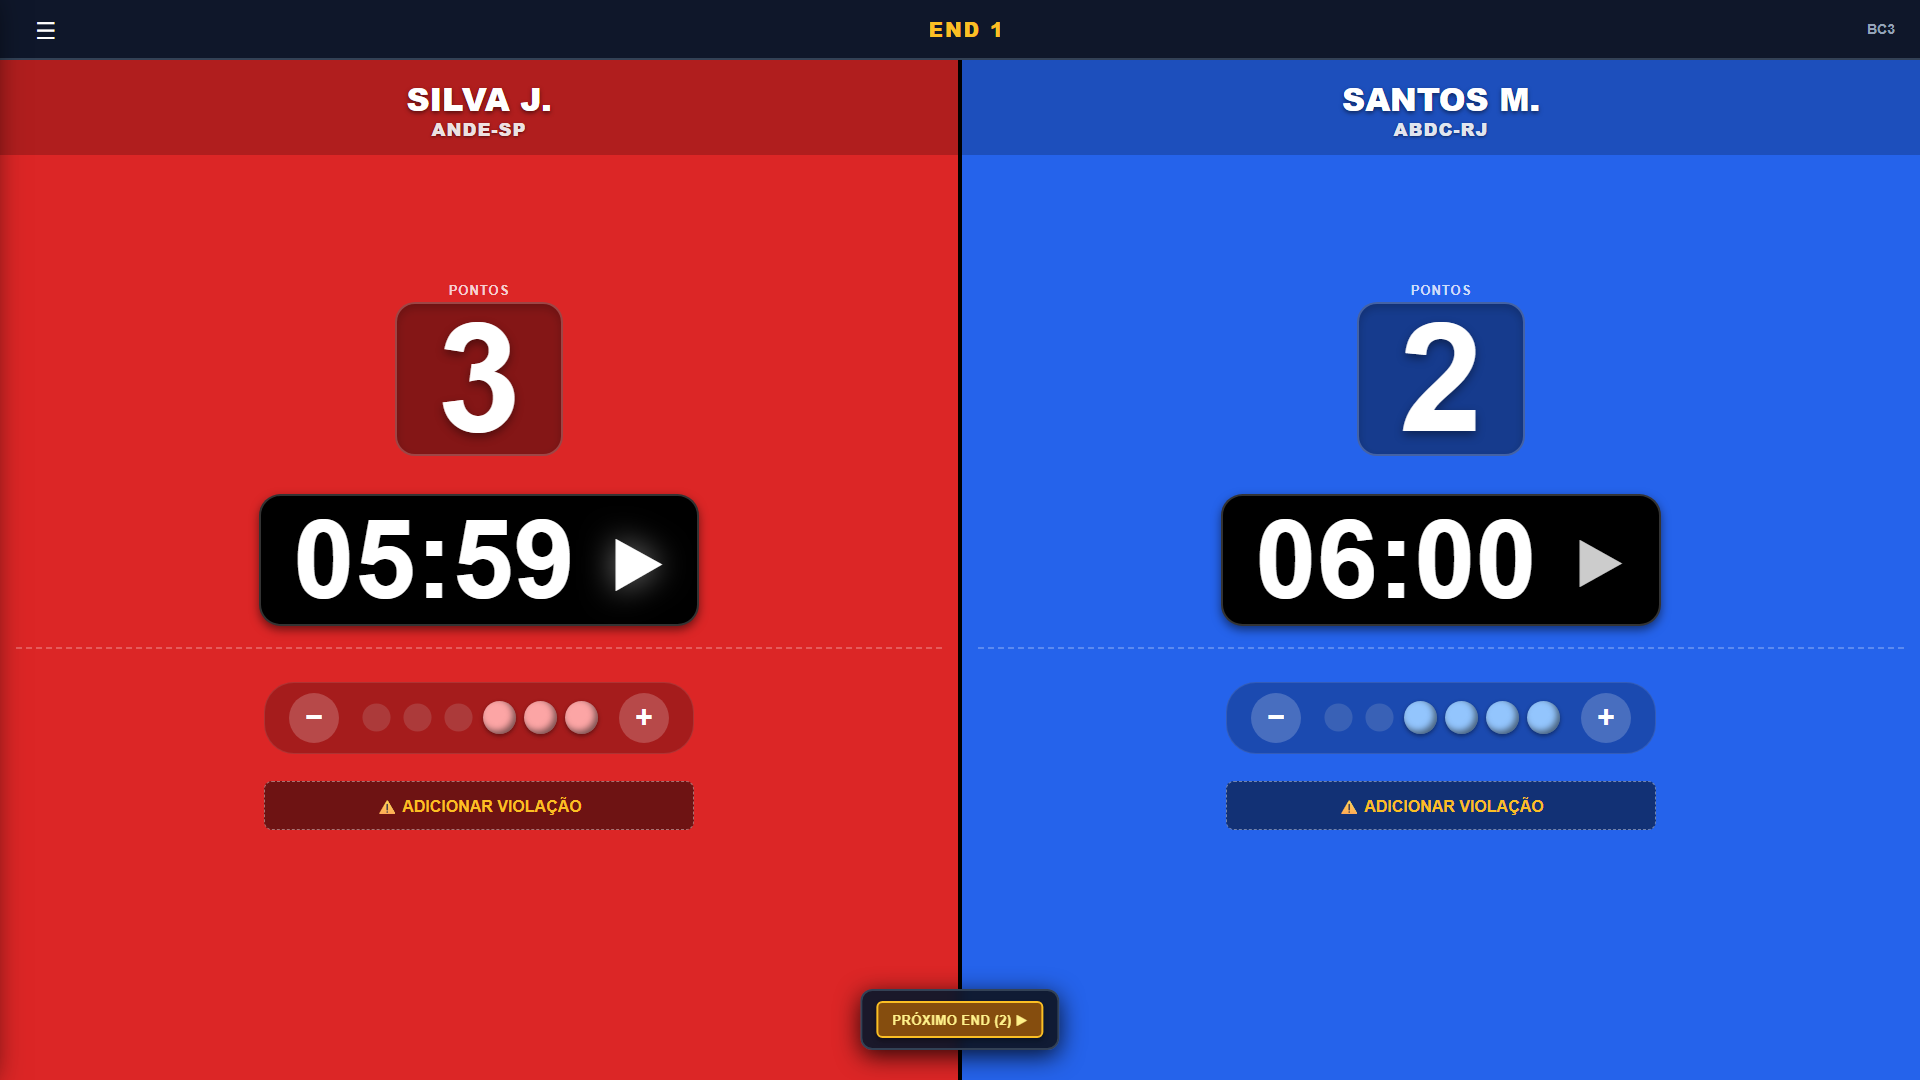 ☰
END 1
BC3
SILVA J.
ANDE-SP
PONTOS
3
05:59 ▶
− +
⚠ ADICIONAR VIOLAÇÃO
SANTOS M.
ABDC-RJ
PONTOS
2
06:00 ▶
− +
⚠ ADICIONAR VIOLAÇÃO
PRÓXIMO END (2) ▶